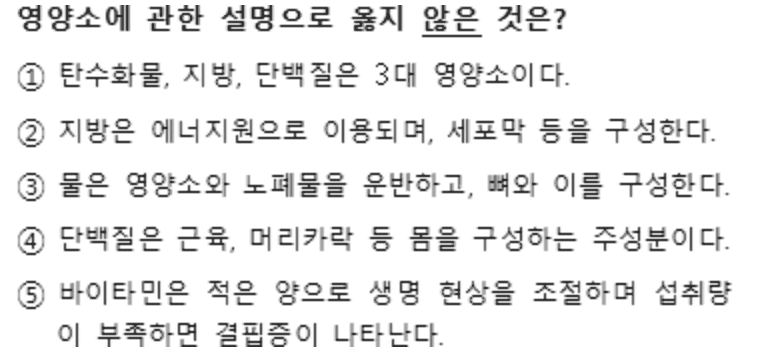 영양소에 관한 설명으로 옳지 않은 것은?
① 탄수화물, 지방, 단백질은 3대 영양소이다.
② 지방은 에너지원으로 이용되며, 세포막 등을 구성한다.
③ 물은 영양소와 노폐물을 운반하고, 뼈와 이를 구성한다.
④ 단백질은 근육, 머리카락 등 몸을 구성하는 주성분이다.
⑤ 바이타민은 적은 양으로 생명 현상을 조절하며 섭취량
이 부족하면 결핍증이 나타난다.